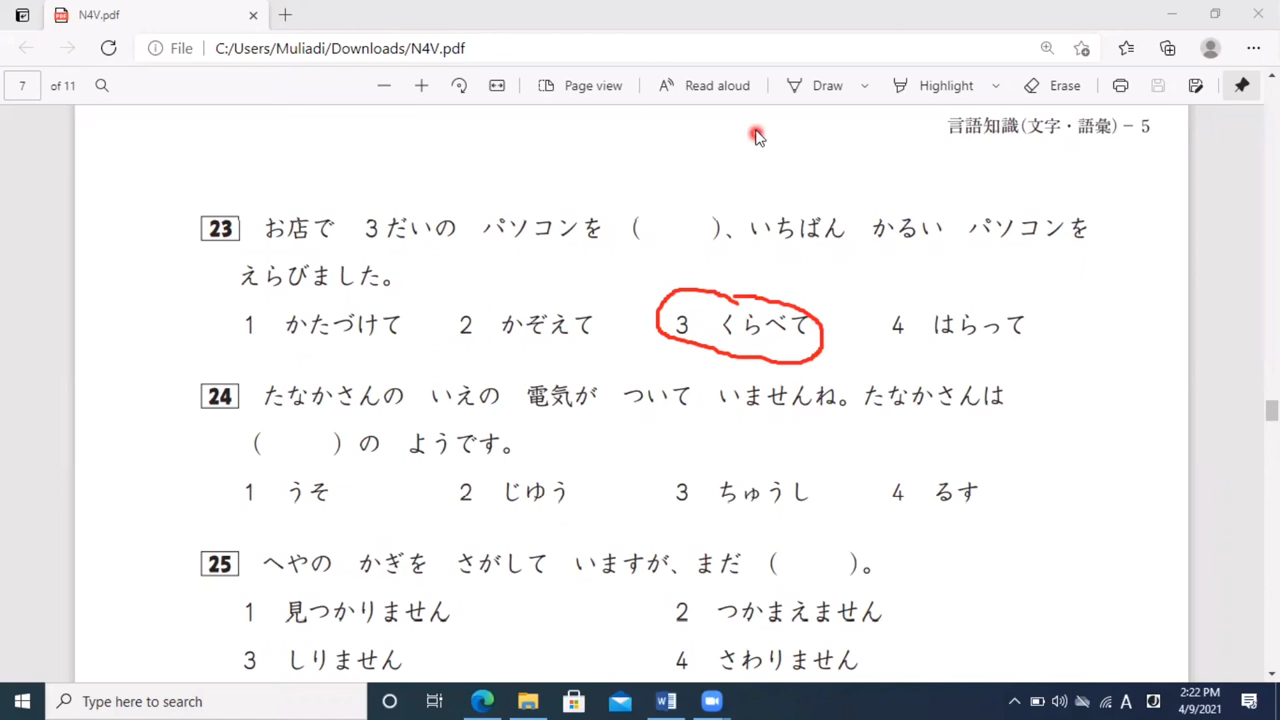 N4V.pdf
File C:/Users/Muliadi/Downloads/N4V.pdf
7 of 11 Page view Read aloud Draw Highlight Erase
言語知識(文字・語彙)－5
23 お店で 3だいの パソコンを ( )、いちばん かるい パソコンを
えらびました。
1 かたづけて 2 かぞえて 3 くらべて 4 はらって
24 たなかさんの いえの 電気が ついて いませんね。たなかさんは
( )の ようです。
1 うそ 2 じゆう 3 ちゅうし 4 るす
25 へやの かぎを さがして いますが、まだ ( )。
1 見つかりません 2 つかまえません
3 しりません 4 さわりません
Type here to search
A
2:22 PM
4/9/2021